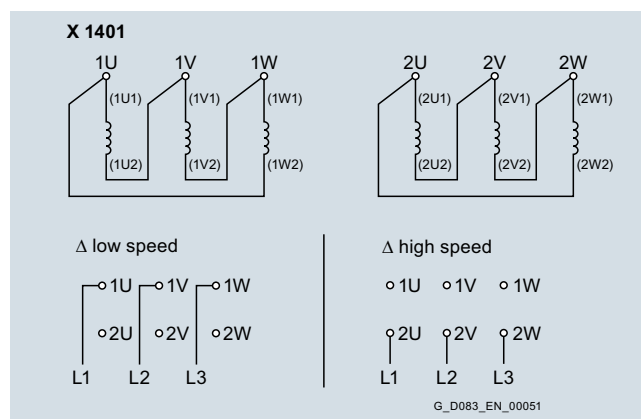 X 1401
1U 1V 1W 2U 2V 2W
(1U1) (1V1) (1W1) (2U1) (2V1) (2W1)
(1U2) (1V2) (1W2) (2U2) (2V2) (2W2)
Δ low speed
1U 1V 1W
2U 2V 2W
L1 L2 L3
Δ high speed
1U 1V 1W
2U 2V 2W
L1 L2 L3
G_D083_EN_00051